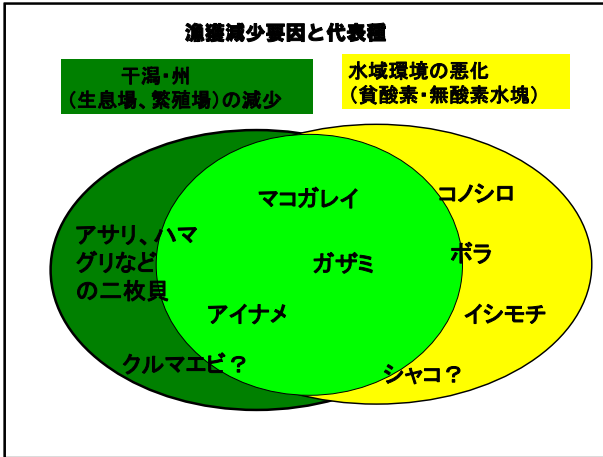 漁獲減少要因と代表種
干潟・州
（生息場、繁殖場）の減少
水域環境の悪化
（貧酸素・無酸素水塊）
マコガレイ
コノシロ
アサリ、ハマ
グリなど
の二枚貝
ガザミ
ボラ
アイナメ
イシモチ
クルマエビ？
シャコ？